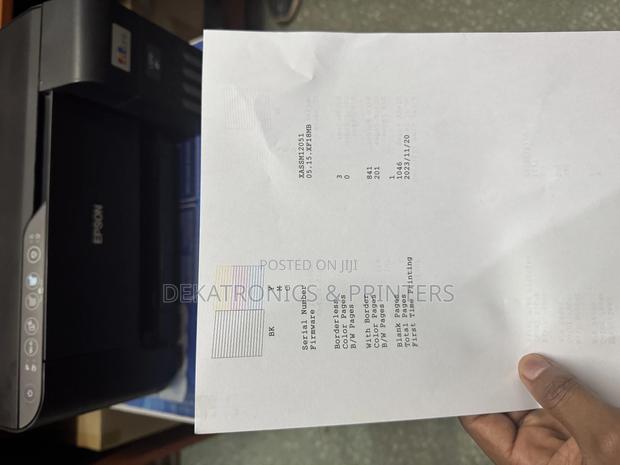 EPSON
BK Y M C
Serial Number XASSM12051
Firmware 05.15.XF18MB
Borderless
Color Pages 3
B/W Pages 0
With Border
Color Pages 841
B/W Pages 201
Blank Pages 1
Total Pages 1046
First Time Printing 2023/11/20
POSTED ON JIJI
DEKATRONICS & PRINTERS